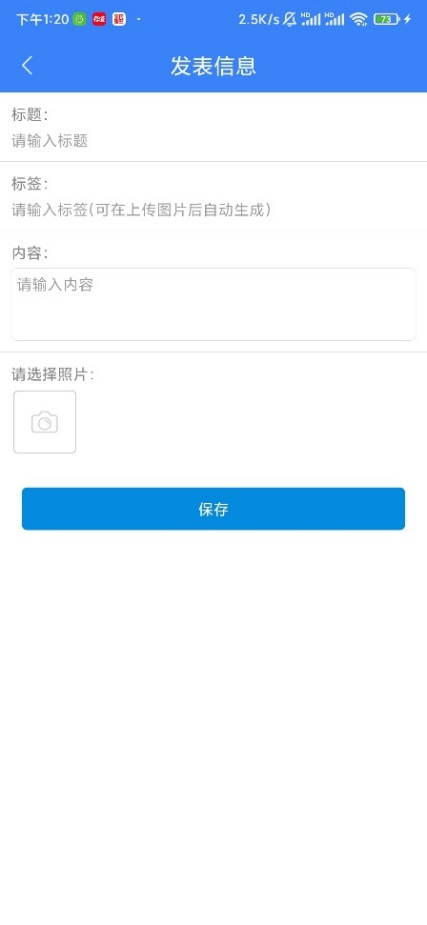 下午1:20
2.5K/s
73
发表信息
标题：
请输入标题
标签：
请输入标签(可在上传图片后自动生成)
内容：
请输入内容
请选择照片：
保存